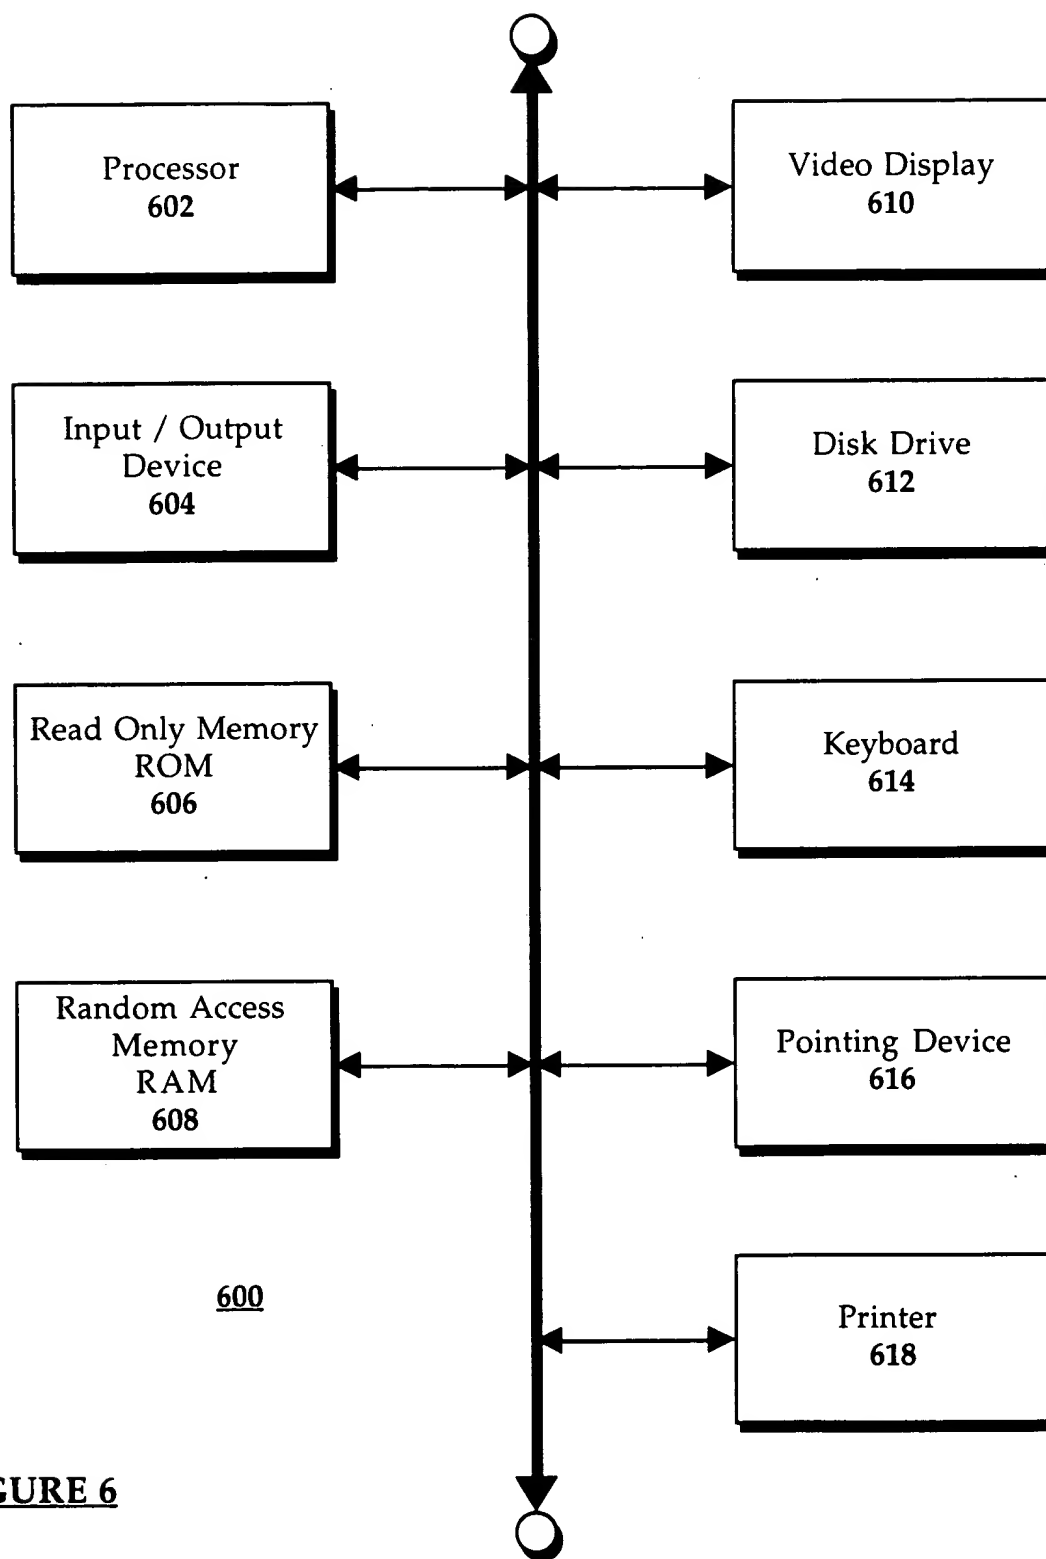 Processor
602
Video Display
610
Input / Output
Device
604
Disk Drive
612
Read Only Memory
ROM
606
Keyboard
614
Random Access
Memory
RAM
608
Pointing Device
616
600
Printer
618
GURE 6